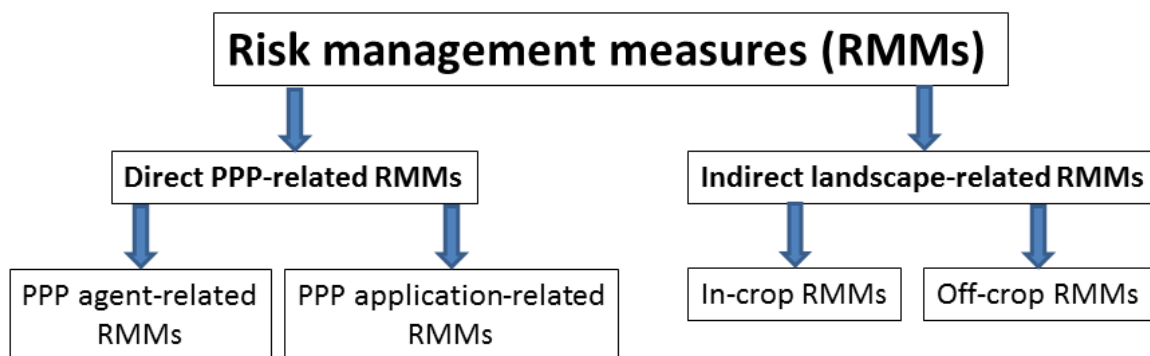 Risk management measures (RMMs)
Direct PPP-related RMMs
Indirect landscape-related RMMs
PPP agent-related
RMMs
PPP application-related
RMMs
In-crop RMMs
Off-crop RMMs